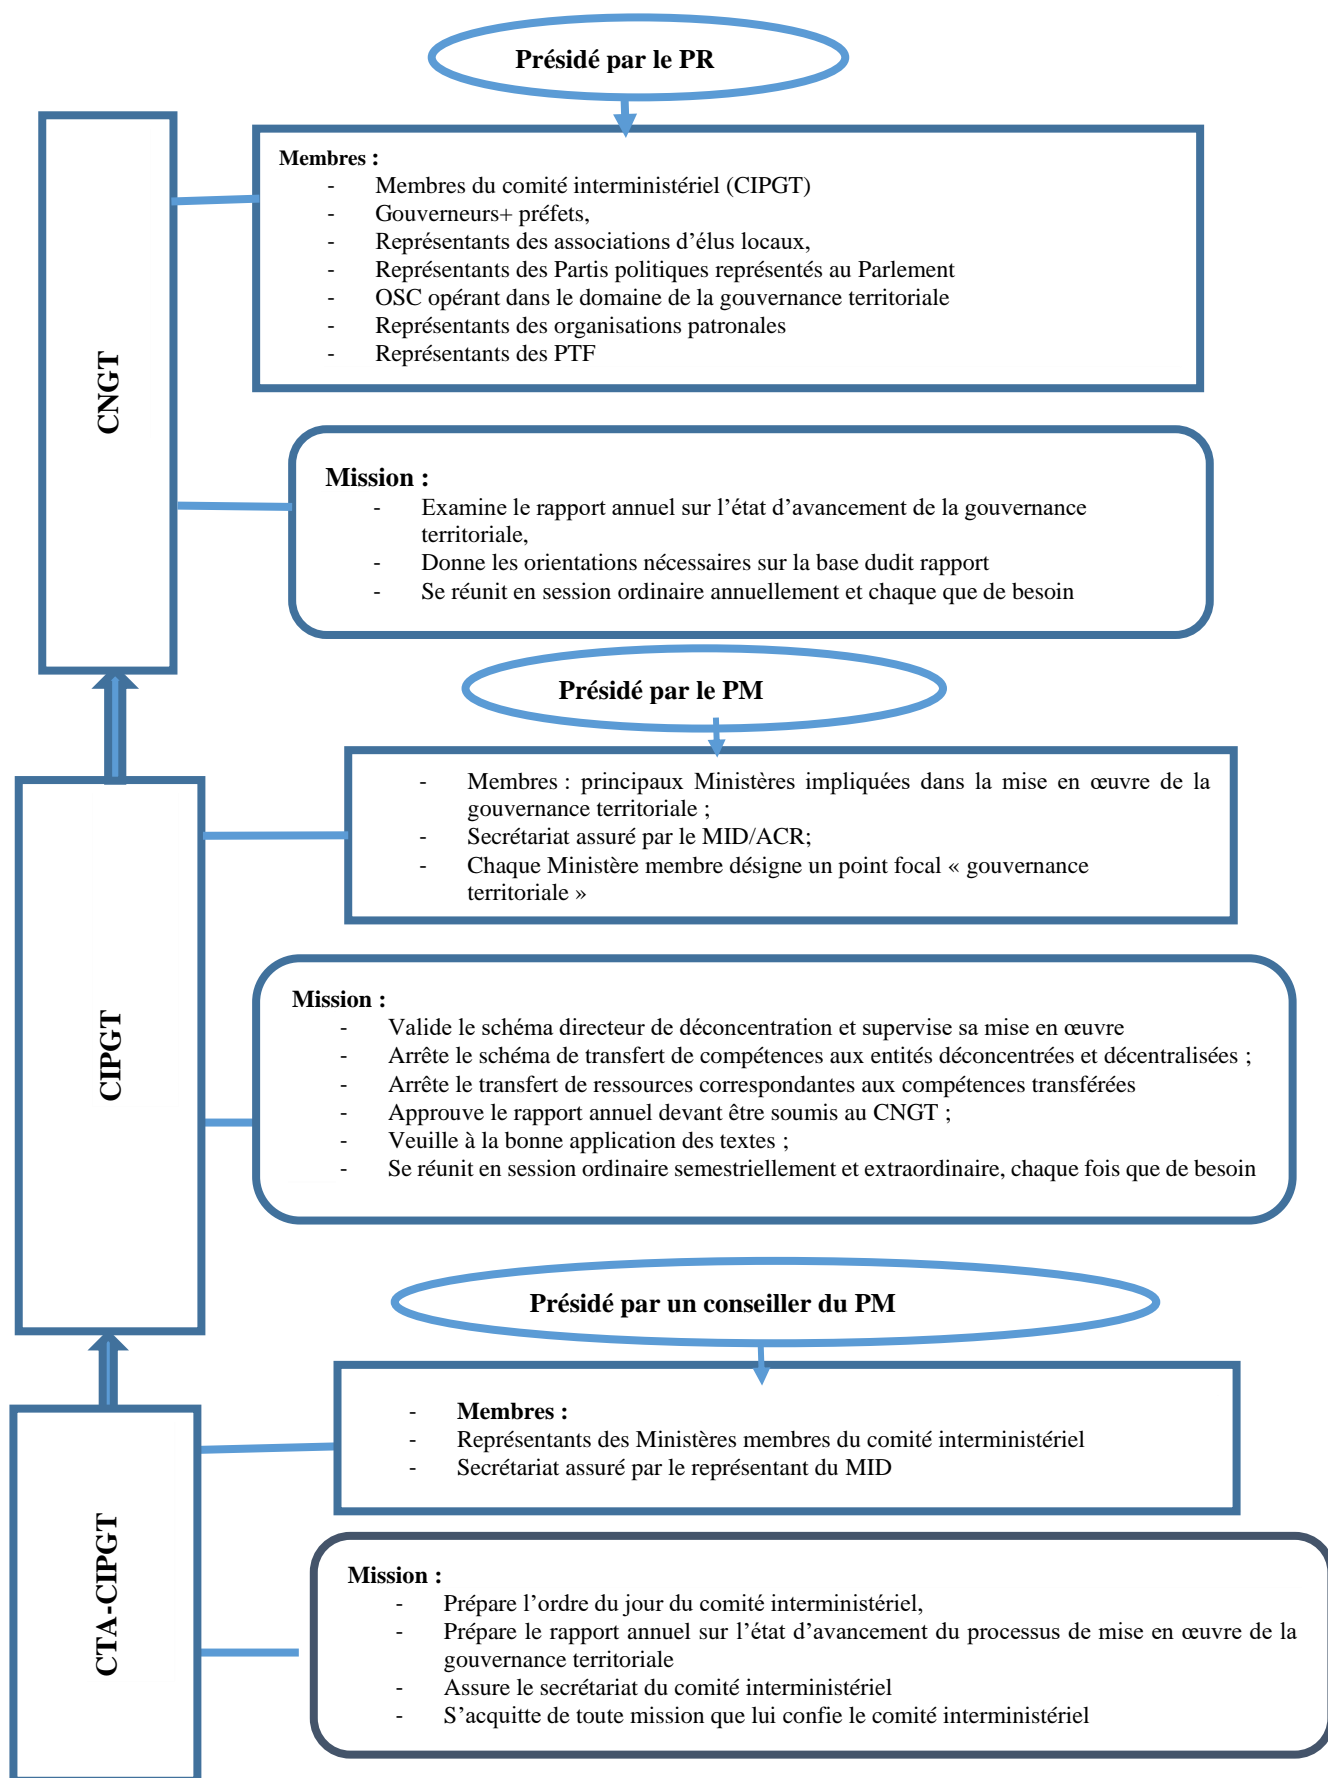 Présidé par le PR
CNGT
Membres :
- Membres du comité interministériel (CIPGT)
- Gouverneurs+ préfets,
- Représentants des associations d’élus locaux,
- Représentants des Partis politiques représentés au Parlement
- OSC opérant dans le domaine de la gouvernance territoriale
- Représentants des organisations patronales
- Représentants des PTF
Mission :
- Examine le rapport annuel sur l’état d’avancement de la gouvernance
territoriale,
- Donne les orientations nécessaires sur la base dudit rapport
- Se réunit en session ordinaire annuellement et chaque que de besoin
Présidé par le PM
CIPGT
- Membres : principaux Ministères impliquées dans la mise en œuvre de la
gouvernance territoriale ;
- Secrétariat assuré par le MID/ACR;
- Chaque Ministère membre désigne un point focal « gouvernance
territoriale »
Mission :
- Valide le schéma directeur de déconcentration et supervise sa mise en œuvre
- Arrête le schéma de transfert de compétences aux entités déconcentrées et décentralisées ;
- Arrête le transfert de ressources correspondantes aux compétences transférées
- Approuve le rapport annuel devant être soumis au CNGT ;
- Veuille à la bonne application des textes ;
- Se réunit en session ordinaire semestriellement et extraordinaire, chaque fois que de besoin
Présidé par un conseiller du PM
CTA-CIPGT
- Membres :
- Représentants des Ministères membres du comité interministériel
- Secrétariat assuré par le représentant du MID
Mission :
- Prépare l’ordre du jour du comité interministériel,
- Prépare le rapport annuel sur l’état d’avancement du processus de mise en œuvre de la
gouvernance territoriale
- Assure le secrétariat du comité interministériel
- S’acquitte de toute mission que lui confie le comité interministériel